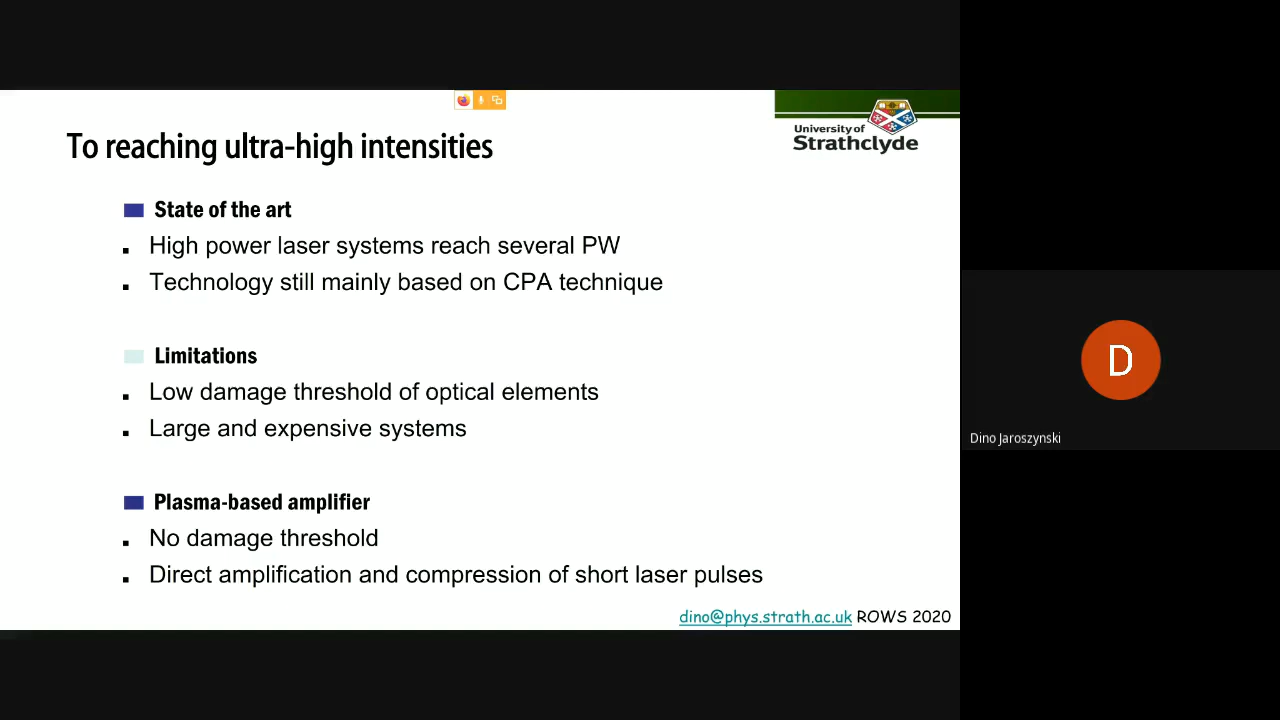 To reaching ultra-high intensities
University of
Strathclyde
State of the art
High power laser systems reach several PW
Technology still mainly based on CPA technique
Limitations
Low damage threshold of optical elements
Large and expensive systems
Plasma-based amplifier
No damage threshold
Direct amplification and compression of short laser pulses
dino@phys.strath.ac.uk ROWS 2020
D
Dino Jaroszynski